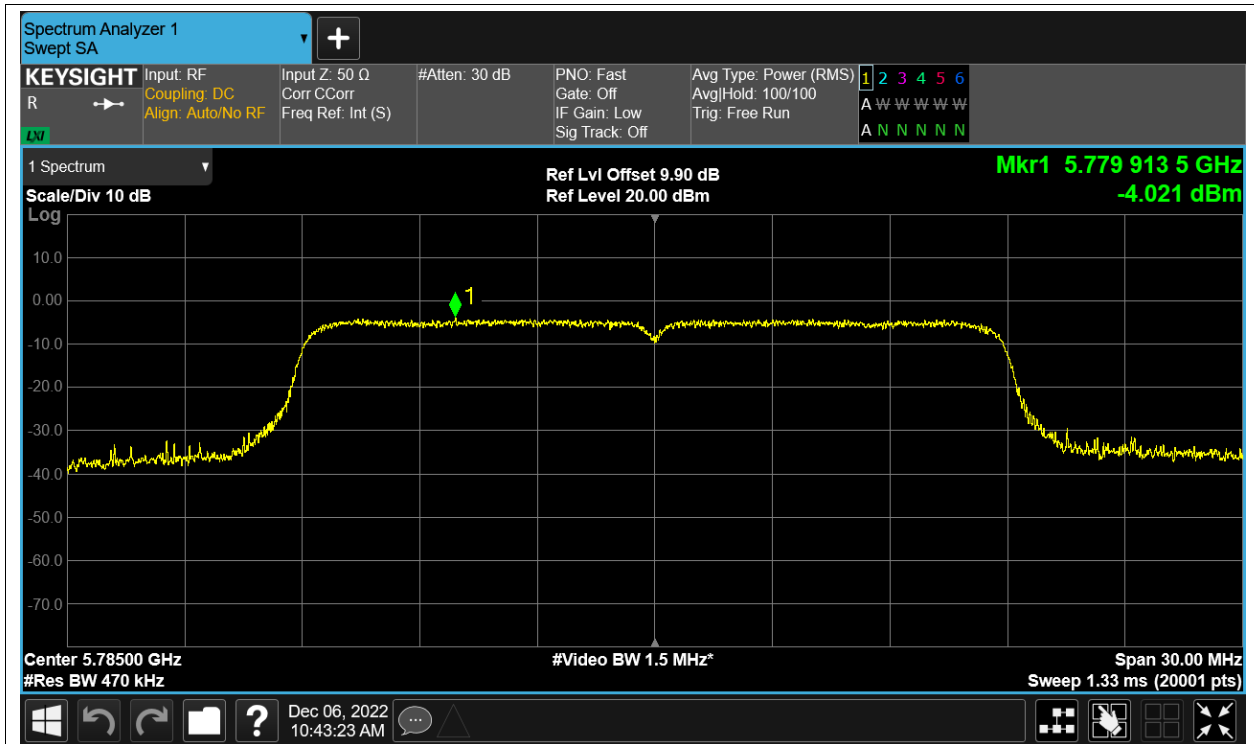 Spectrum Analyzer 1
Swept SA
+
KEYSIGHT
R
LXI
Input: RF
Coupling: DC
Align: Auto/No RF
Input Z: 50 Ω
Corr CCorr
Freq Ref: Int (S)
#Atten: 30 dB
PNO: Fast
Gate: Off
IF Gain: Low
Sig Track: Off
Avg Type: Power (RMS)
Avg|Hold: 100/100
Trig: Free Run
1 2 3 4 5 6
A W W W W W
A N N N N N
1 Spectrum
Scale/Div 10 dB
Ref Lvl Offset 9.90 dB
Ref Level 20.00 dBm
Mkr1 5.779 913 5 GHz
-4.021 dBm
Log
10.0
0.00
-10.0
-20.0
-30.0
-40.0
-50.0
-60.0
-70.0
1
Center 5.78500 GHz
#Res BW 470 kHz
#Video BW 1.5 MHz*
Span 30.00 MHz
Sweep 1.33 ms (20001 pts)
?
Dec 06, 2022
10:43:23 AM